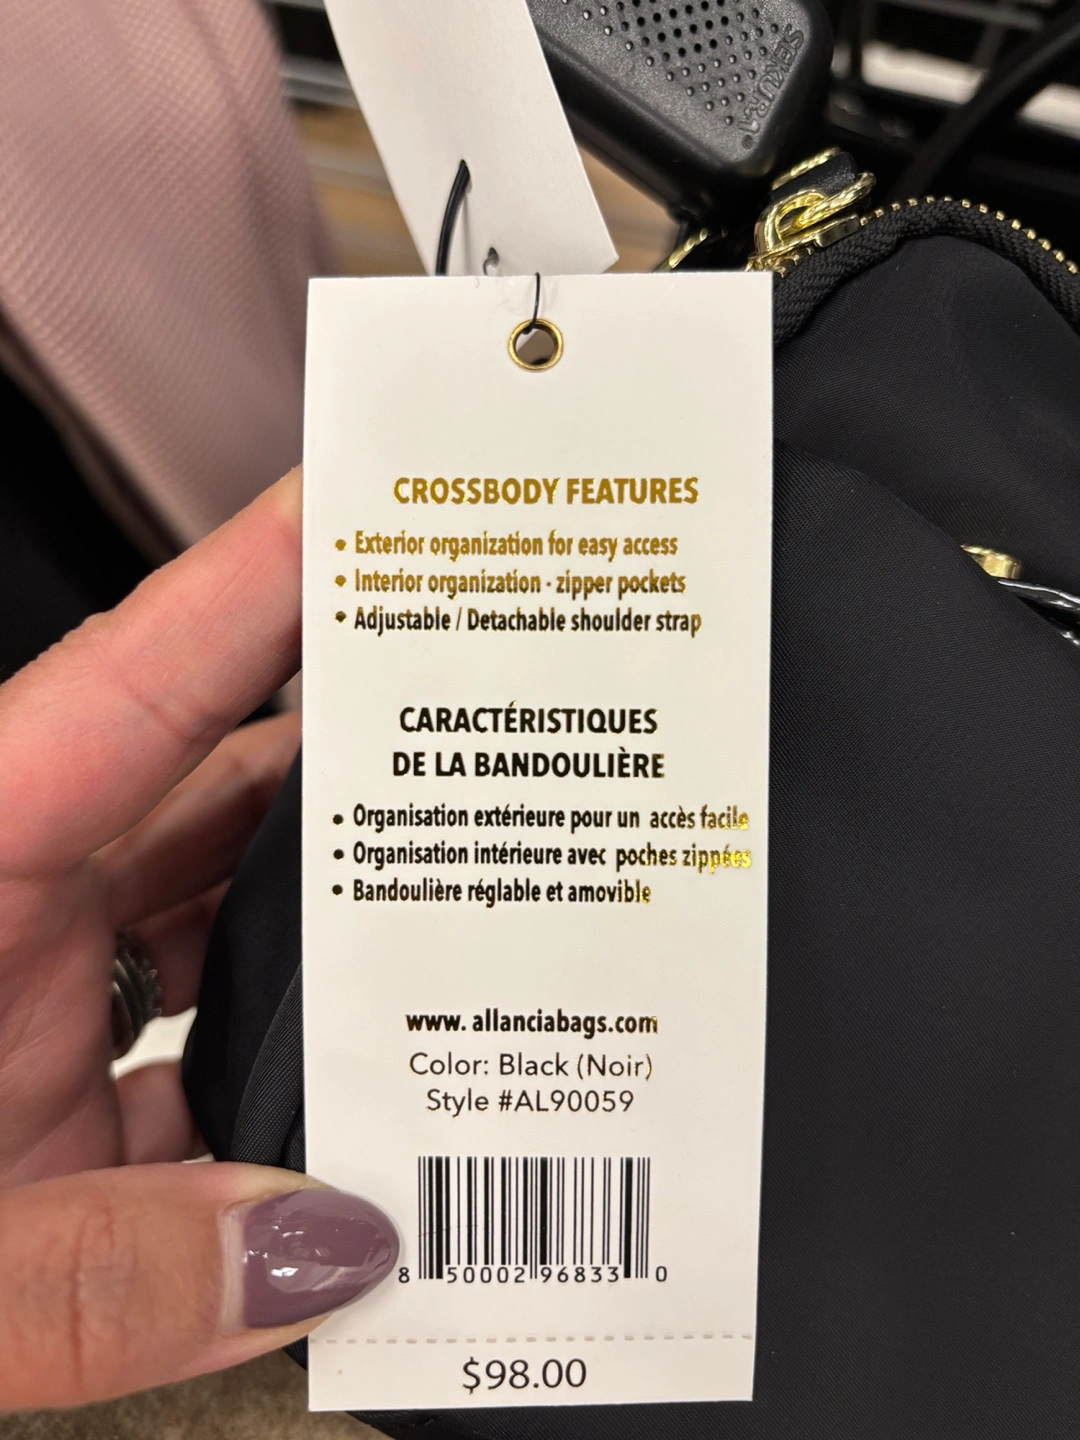 SEKURA
CROSSBODY FEATURES
• Exterior organization for easy access
• Interior organization - zipper pockets
• Adjustable / Detachable shoulder strap
CARACTÉRISTIQUES
DE LA BANDOULIÈRE
• Organisation extérieure pour un accès facile
• Organisation intérieure avec poches zippées
• Bandoulière réglable et amovible
www. allanciabags.com
Color: Black (Noir)
Style #AL90059
8 50002 96833 0
$98.00